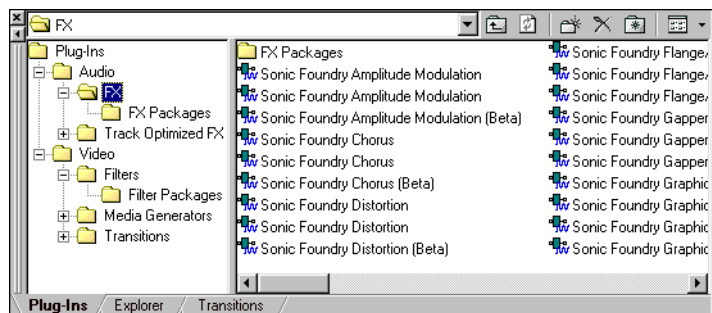 FX
Plug-Ins
Audio
FX
FX Packages
Track Optimized FX
Video
Filters
Filter Packages
Media Generators
Transitions
FX Packages
Sonic Foundry Amplitude Modulation
Sonic Foundry Amplitude Modulation
Sonic Foundry Amplitude Modulation (Beta)
Sonic Foundry Chorus
Sonic Foundry Chorus
Sonic Foundry Chorus (Beta)
Sonic Foundry Distortion
Sonic Foundry Distortion
Sonic Foundry Distortion (Beta)
Sonic Foundry Flange/
Sonic Foundry Flange/
Sonic Foundry Flange/
Sonic Foundry Gapper
Sonic Foundry Gapper
Sonic Foundry Gapper
Sonic Foundry Graphic
Sonic Foundry Graphic
Sonic Foundry Graphic
Plug-Ins / Explorer / Transitions /